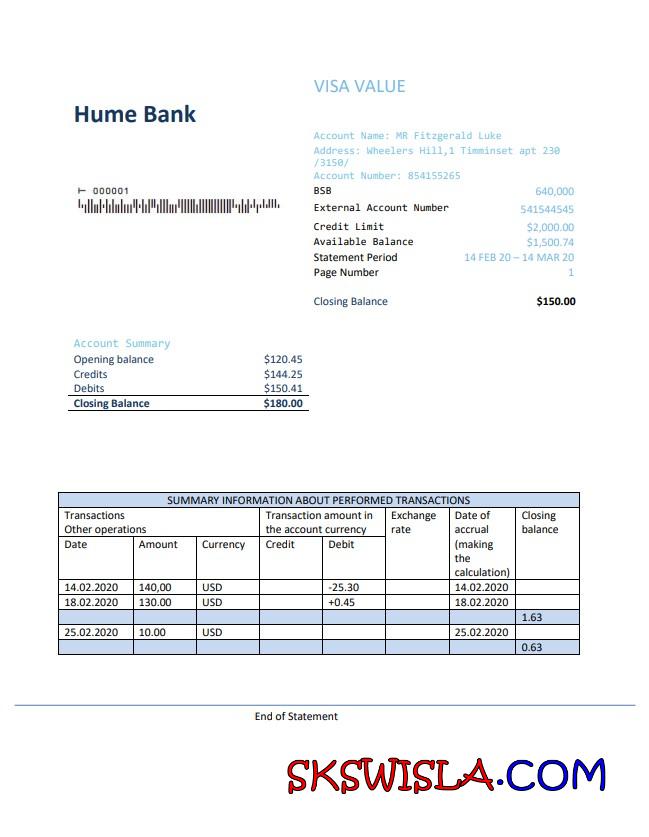 VISA VALUE
Hume Bank
Account Name: MR Fitzgerald Luke
Address: Wheelers Hill,1 Timminset apt 230
/3150/
Account Number: 854155265
⊢ 000001
BSB 640,000
External Account Number 541544545
Credit Limit $2,000.00
Available Balance $1,500.74
Statement Period 14 FEB 20 – 14 MAR 20
Page Number 1
Closing Balance $150.00
Account Summary
Opening balance $120.45
Credits $144.25
Debits $150.41
Closing Balance $180.00
SUMMARY INFORMATION ABOUT PERFORMED TRANSACTIONS
Transactions Transaction amount in Exchange Date of Closing
Other operations the account currency rate accrual balance
Date Amount Currency Credit Debit (making
the
calculation)
14.02.2020 140,00 USD -25.30 14.02.2020
18.02.2020 130.00 USD +0.45 18.02.2020
1.63
25.02.2020 10.00 USD 25.02.2020
0.63
End of Statement
SKSWISLA.COM